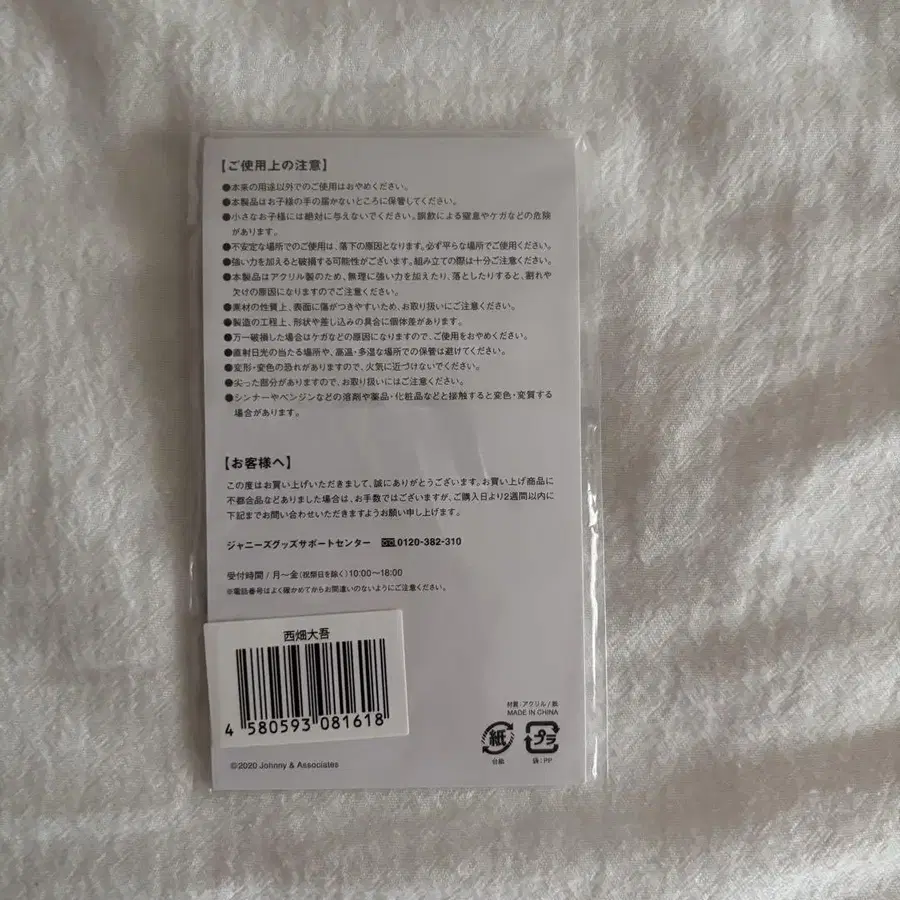 【ご使用上の注意】
●本来の用途以外でのご使用はおやめください。
●本製品はお子様の手の届かないところに保管してください。
●小さなお子様には絶対に与えないでください。誤飲による窒息やケガなどの危険
があります。
●不安定な場所でのご使用は、落下の原因となります。必ず平らな場所でご使用ください。
●強い力を加えると破損する可能性がございます。組み立ての際は十分ご注意ください。
●本製品はアクリル製のため、無理に強い力を加えたり、落としたりすると、割れや
欠けの原因になりますのでご注意ください。
●素材の性質上、表面に傷がつきやすいため、お取り扱いにご注意ください。
●製造の工程上、形状や差し込みの具合に個体差があります。
●万一破損した場合はケガなどの原因になりますので、ご使用をおやめください。
●直射日光の当たる場所や、高温・多湿な場所での保管は避けてください。
●変形・変色の恐れがありますので、火気に近づけないでください。
●尖った部分がありますので、お取り扱いにはご注意ください。
●シンナーやベンジンなどの溶剤や薬品・化粧品などと接触すると変色・変質する
場合があります。
【お客様へ】
この度はお買い上げいただきまして、誠にありがとうございます。お買い上げ商品に
不都合品などありました場合は、お手数ではございますが、ご購入日より2週間以内に
下記までお問い合わせいただきますようお願い申し上げます。
ジャニーズグッズサポートセンター 0120-382-310
受付時間 / 月〜金(祝祭日を除く)10:00〜18:00
※電話番号はよく確かめてからお間違いのないようにご注意ください。
西畑大吾
4 580593 081618
材質:アクリル / 紙
MADE IN CHINA
紙
プラ
台紙
袋:PP
©2020 Johnny & Associates